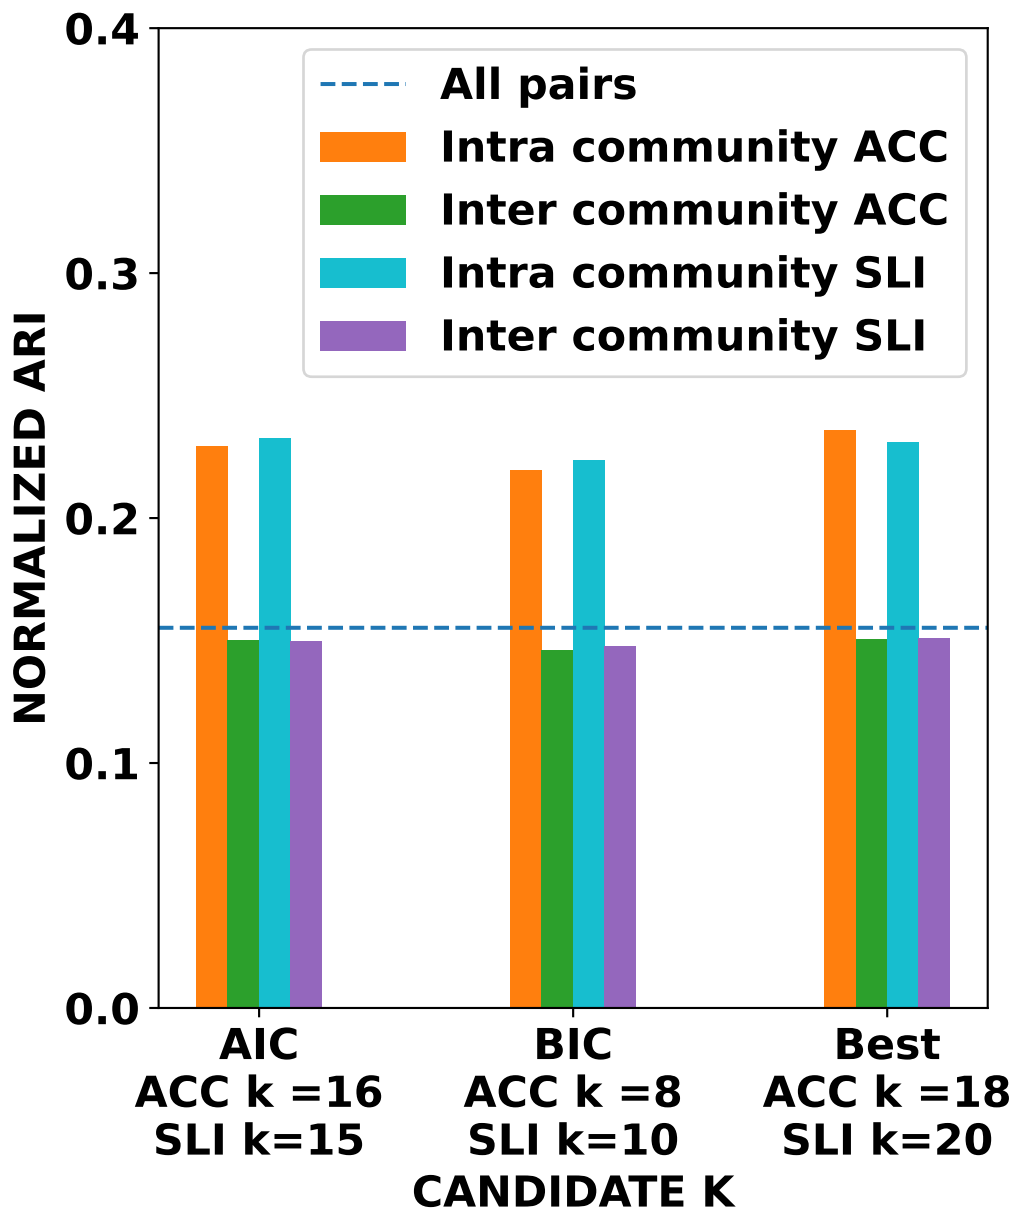 0.4
0.3
0.2
0.1
0.0
NORMALIZED ARI
All pairs
Intra community ACC
Inter community ACC
Intra community SLI
Inter community SLI
AIC
ACC k =16
SLI k=15
BIC
ACC k =8
SLI k=10
Best
ACC k =18
SLI k=20
CANDIDATE K